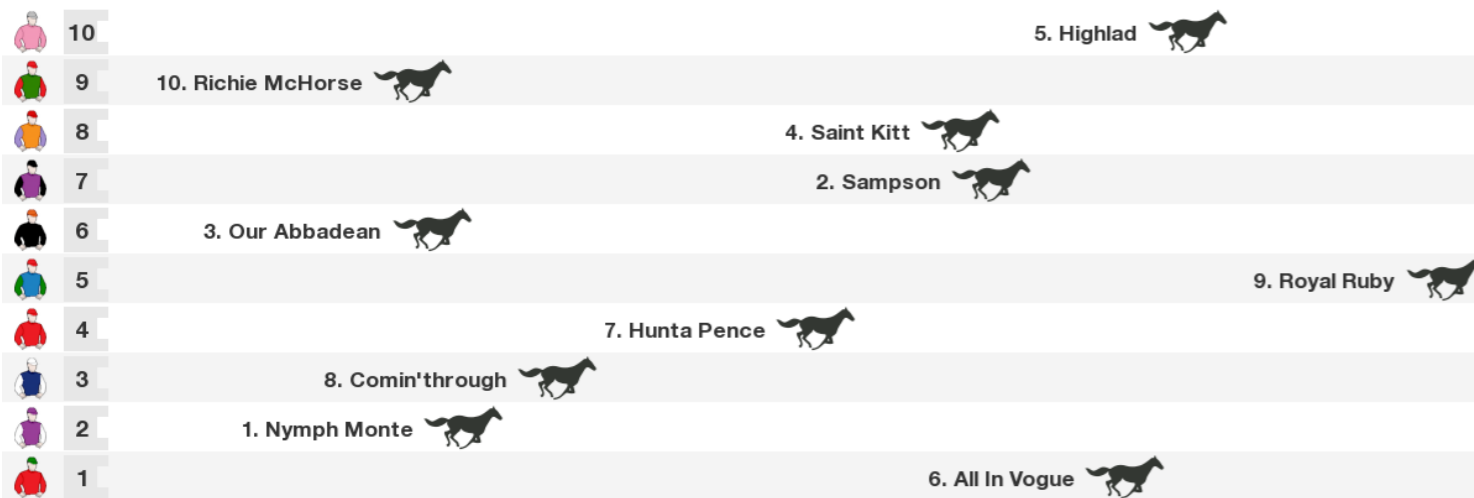 10 5. Highlad
9 10. Richie McHorse
8 4. Saint Kitt
7 2. Sampson
6 3. Our Abbadean
5 9. Royal Ruby
4 7. Hunta Pence
3 8. Comin'through
2 1. Nymph Monte
1 6. All In Vogue